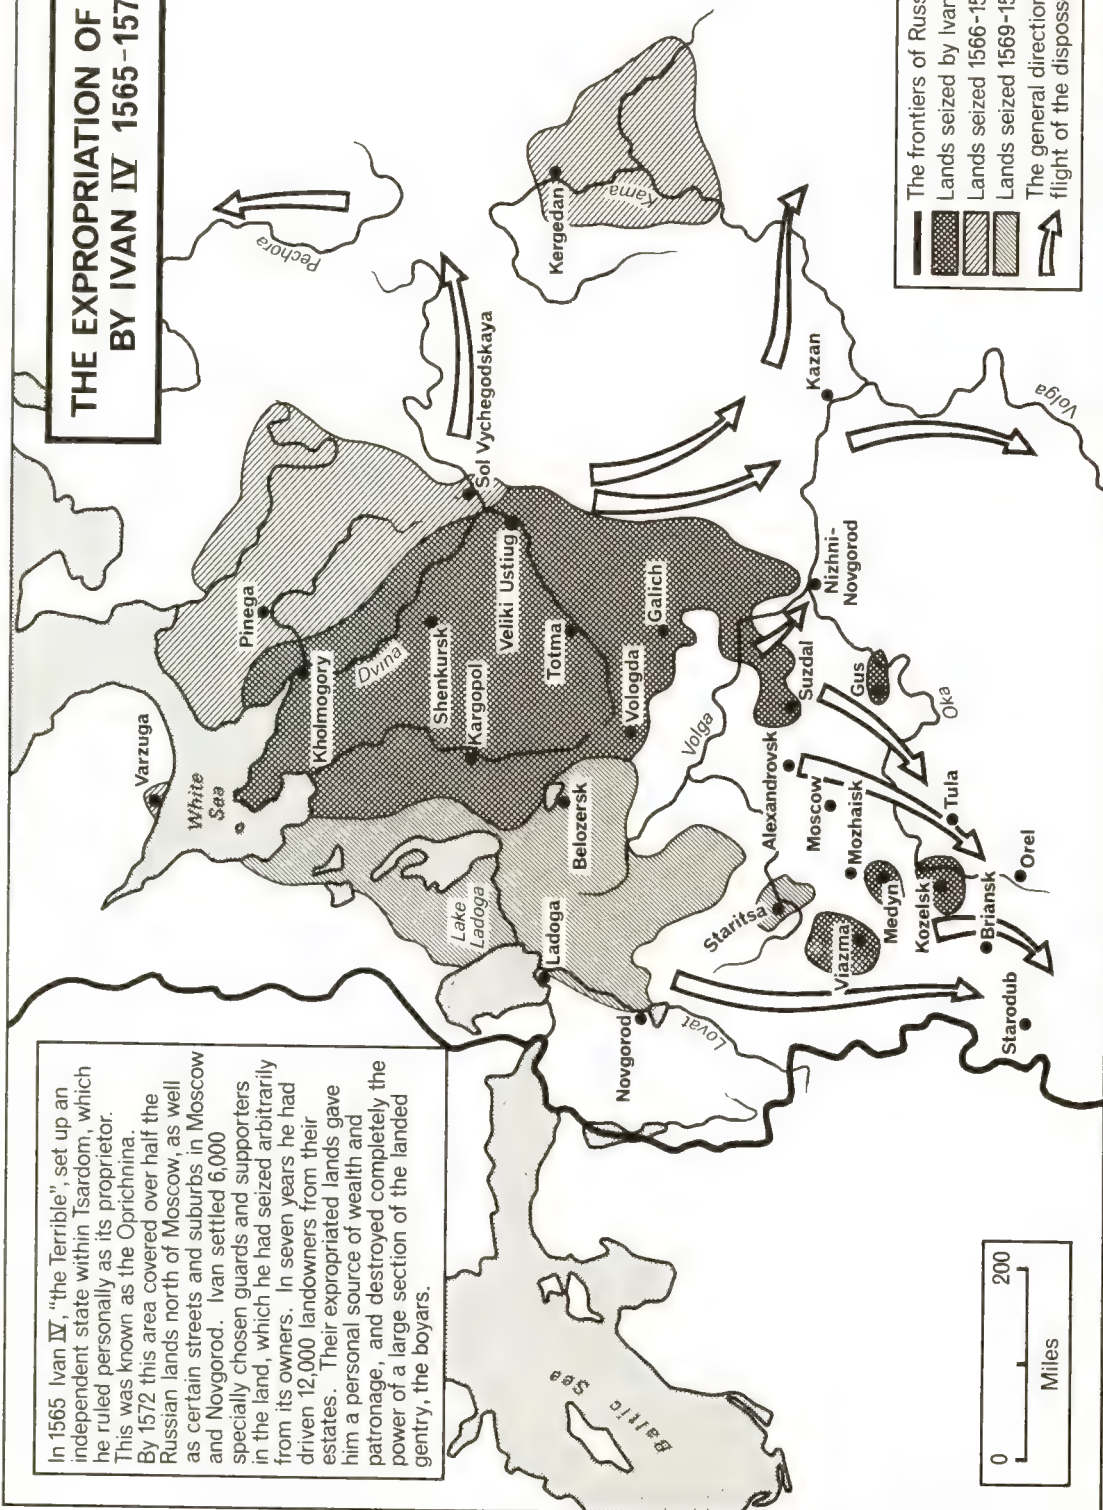 THE EXPROPRIATION OF
BY IVAN IV 1565-157
In 1565 Ivan IV, "the Terrible", set up an
independent state within Tsardom, which
he ruled personally as its proprietor.
This was known as the Oprichnina.
By 1572 this area covered over half the
Russian lands north of Moscow, as well
as certain streets and suburbs in Moscow
and Novgorod. Ivan settled 6,000
specially chosen guards and supporters
in the land, which he had seized arbitrarily
from its owners. In seven years he had
driven 12,000 landowners from their
estates. Their expropriated lands gave
him a personal source of wealth and
patronage, and destroyed completely the
power of a large section of the landed
gentry, the boyars.
Varzuga
White
Sea
Pinega
Kholmogory
Dvina
Shenkursk
Kargopol
Veliki Ustiug
Totma
Vologda
Galich
Sol Vychegodskaya
Pechora
Kergedan
Kama
Lake
Ladoga
Ladoga
Belozersk
Novgorod
Lovat
Volga
Staritsa
Alexandrovsk
Moscow
Mozhaisk
Suzdal
Gus
Oka
Nizhni-
Novgorod
Kazan
Volga
Viazma
Medyn
Kozelsk
Tula
Briansk
Orel
Starodub
Baltic Sea
0
200
Miles
The frontiers of Russ
Lands seized by Ivan
Lands seized 1566-15
Lands seized 1569-15
The general direction
flight of the disposs